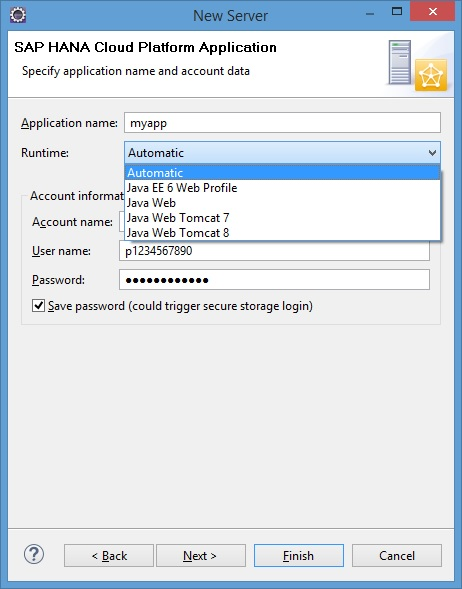 New Server
SAP HANA Cloud Platform Application
Specify application name and account data
Application name: myapp
Runtime: Automatic
Automatic
Java EE 6 Web Profile
Java Web
Java Web Tomcat 7
Java Web Tomcat 8
Account informat
Account name:
User name: p1234567890
Password: ●●●●●●●●●●●●
Save password (could trigger secure storage login)
? < Back Next > Finish Cancel